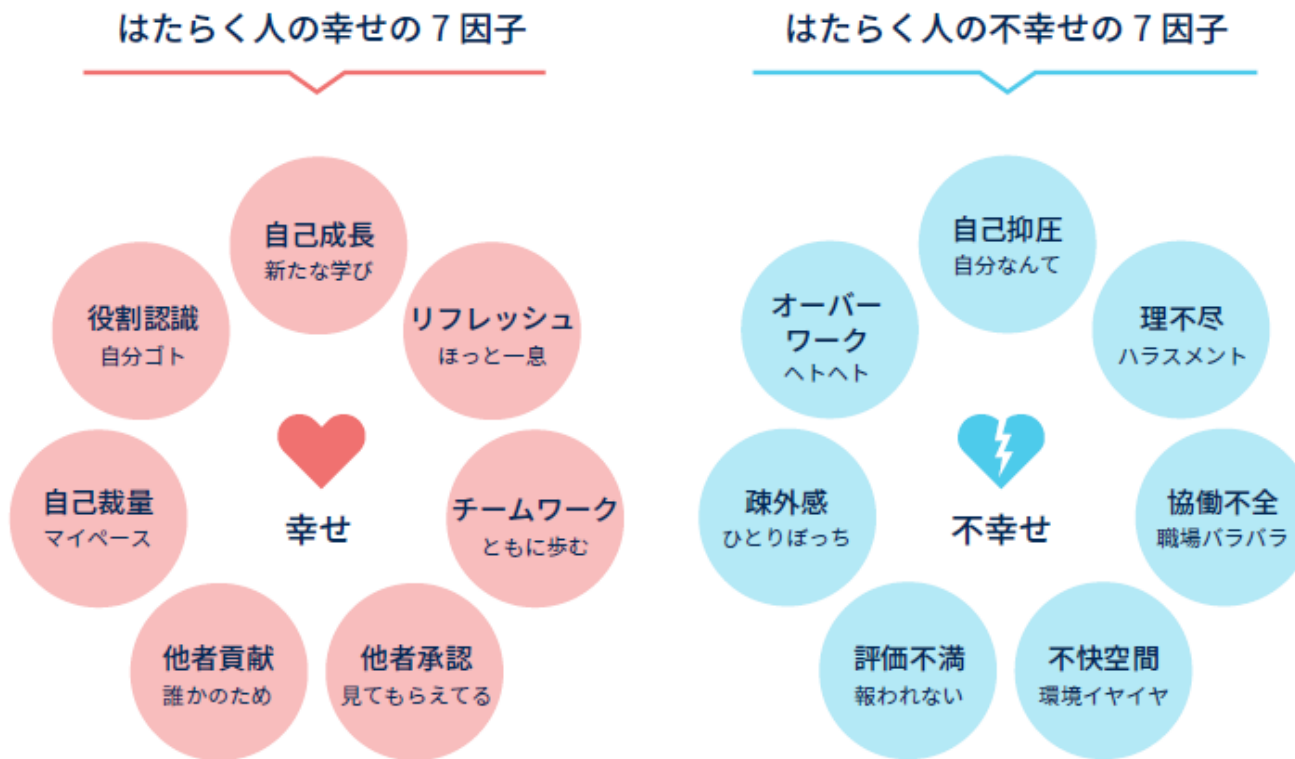 はたらく人の幸せの7因子
自己成長
新たな学び
リフレッシュ
ほっと一息
チームワーク
ともに歩む
他者承認
見てもらえてる
他者貢献
誰かのため
自己裁量
マイペース
役割認識
自分ゴト
幸せ
はたらく人の不幸せの7因子
自己抑圧
自分なんて
理不尽
ハラスメント
協働不全
職場バラバラ
不快空間
環境イヤイヤ
評価不満
報われない
疎外感
ひとりぼっち
オーバー
ワーク
ヘトヘト
不幸せ